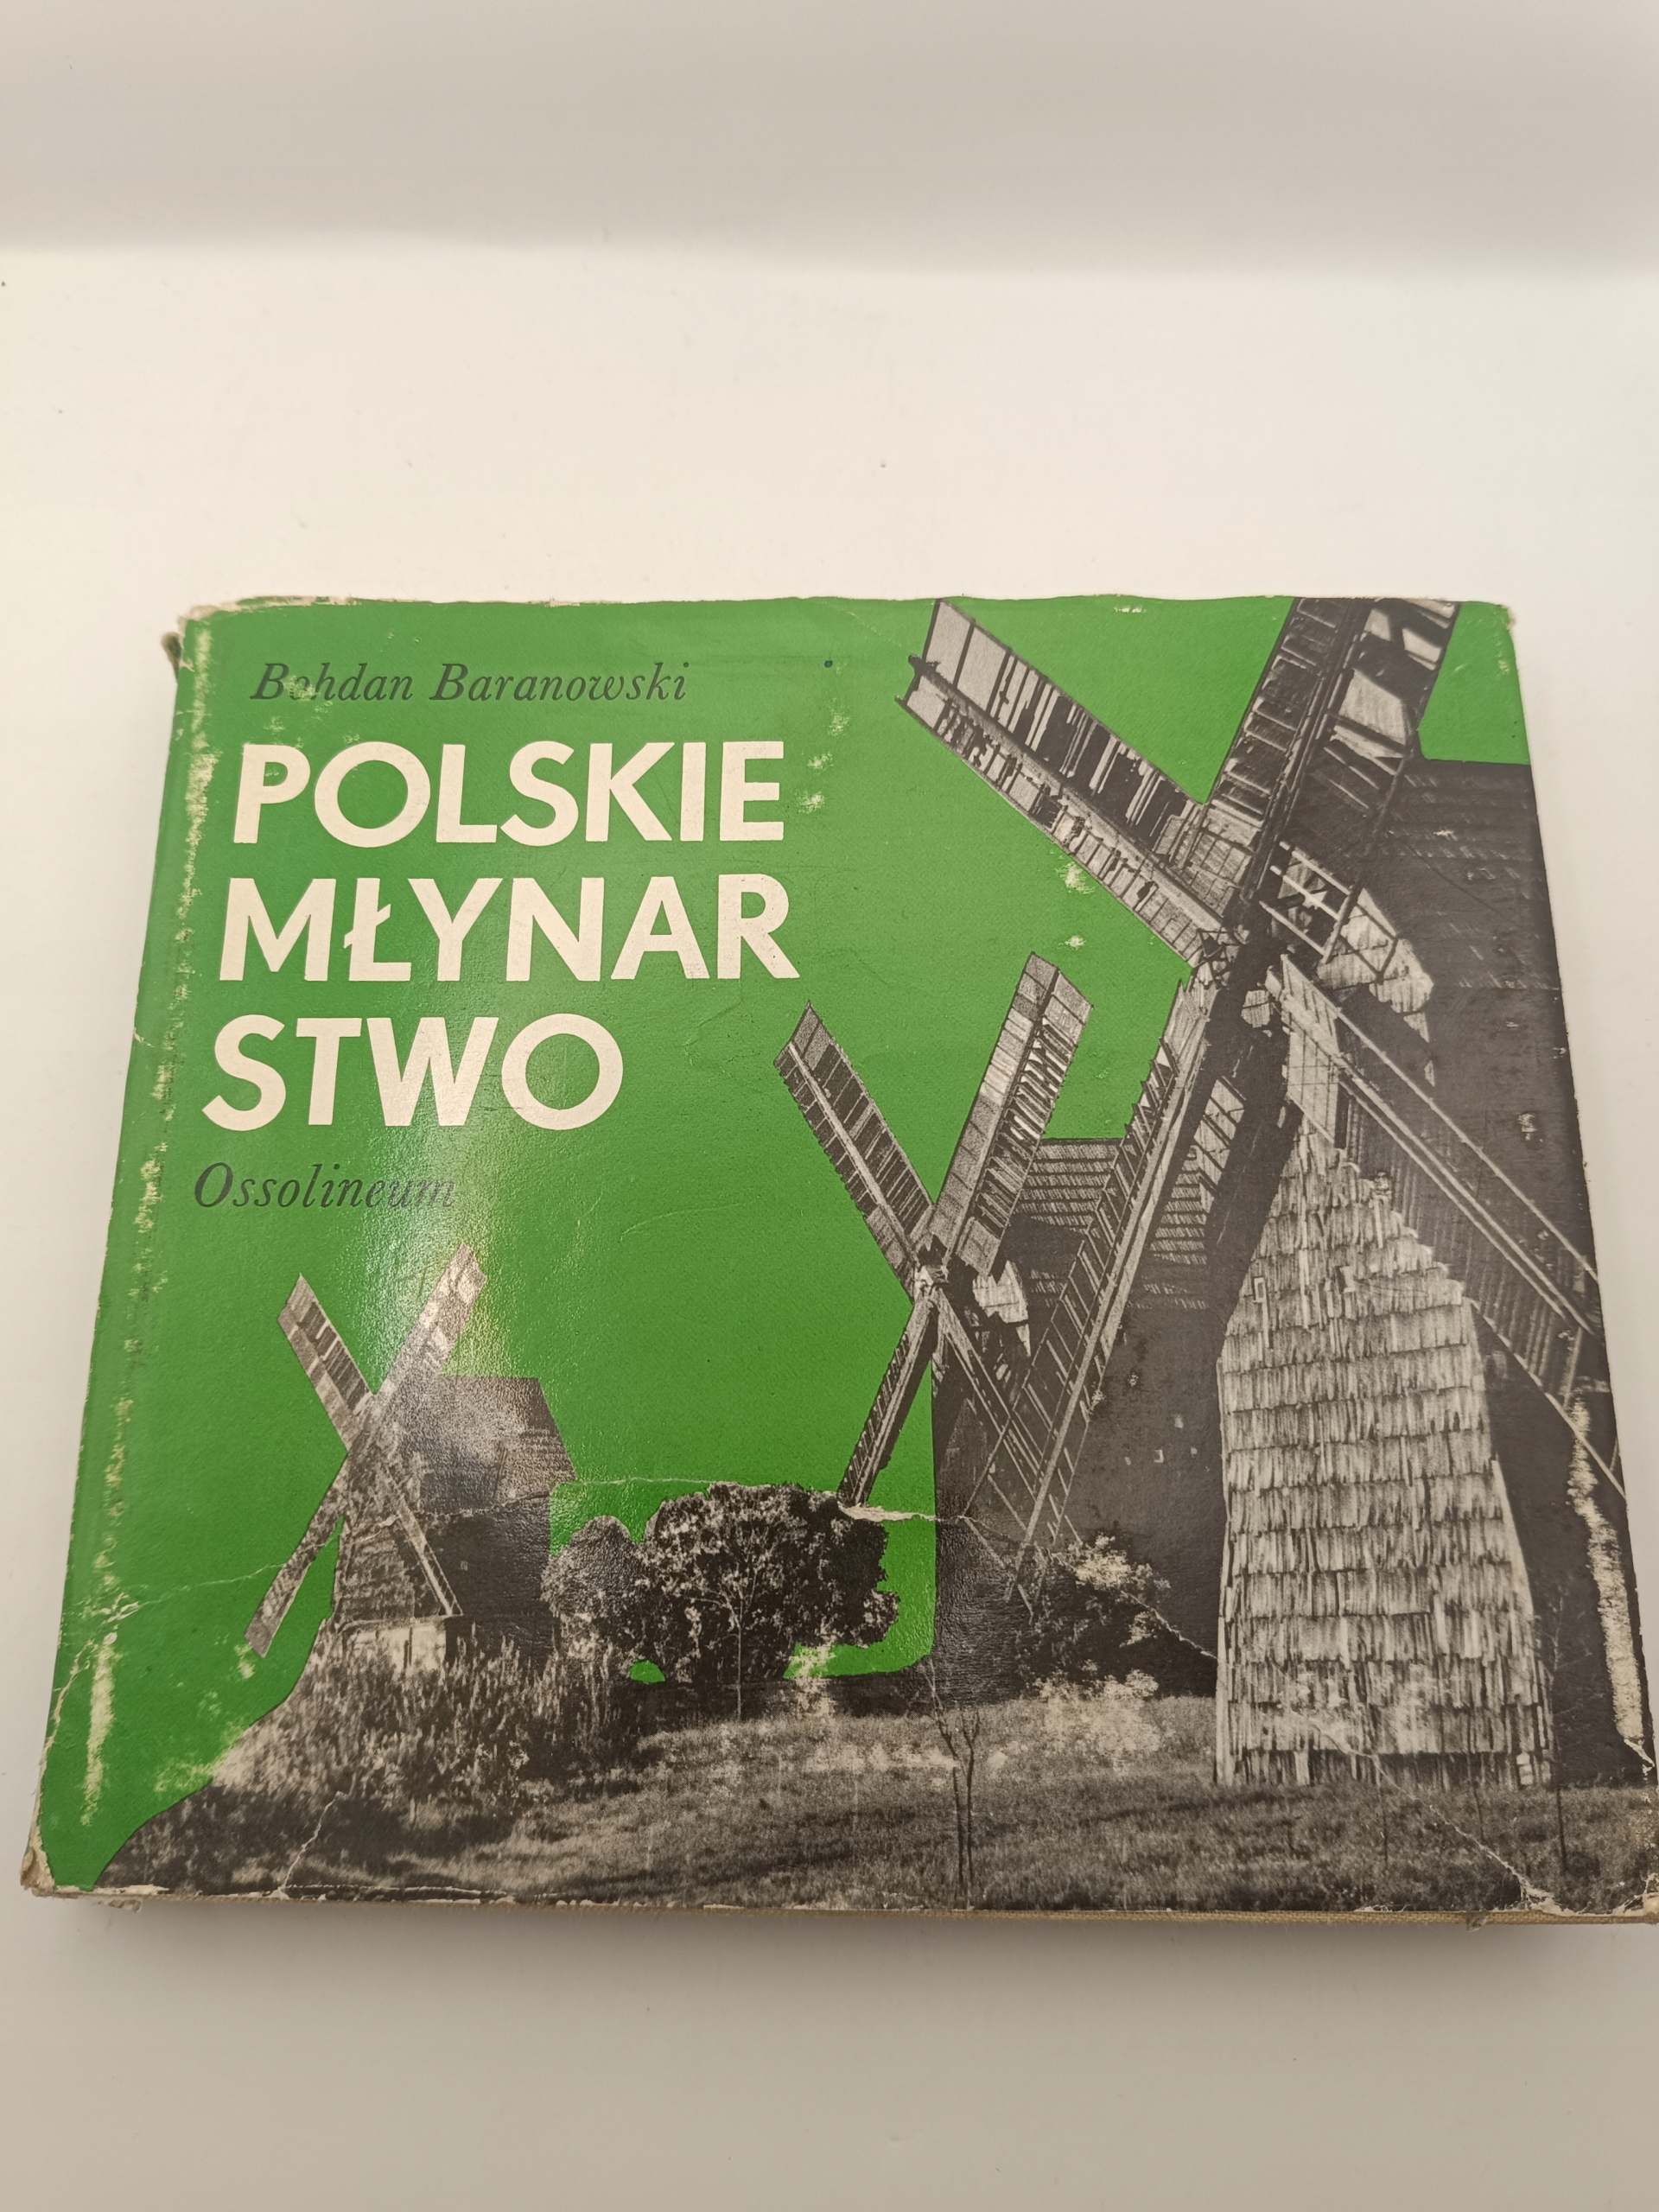 Bohdan Baranowski
POLSKIE
MŁYNAR
STWO
Ossolineum